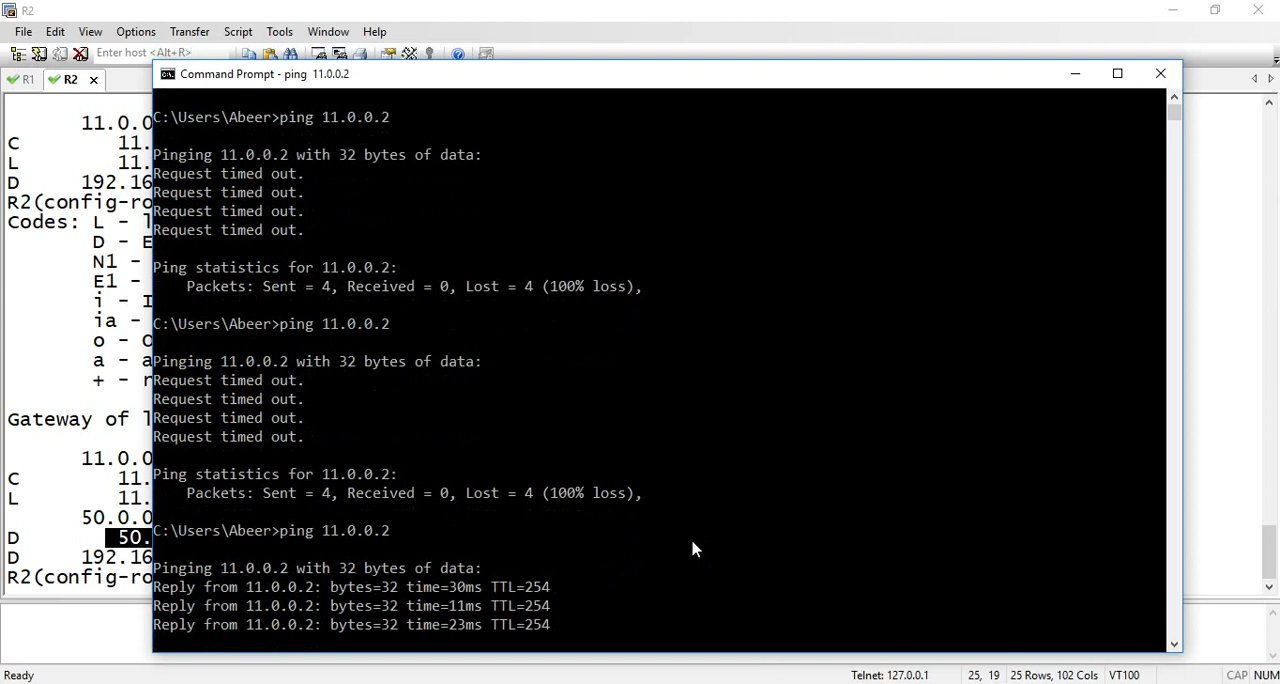 R2
File Edit View Options Transfer Script Tools Window Help
Enter host <Alt+R>
R1 R2
Command Prompt - ping 11.0.0.2
C:\Users\Abeer>ping 11.0.0.2
Pinging 11.0.0.2 with 32 bytes of data:
Request timed out.
Request timed out.
Request timed out.
Request timed out.
Ping statistics for 11.0.0.2:
Packets: Sent = 4, Received = 0, Lost = 4 (100% loss),
C:\Users\Abeer>ping 11.0.0.2
Pinging 11.0.0.2 with 32 bytes of data:
Request timed out.
Request timed out.
Request timed out.
Request timed out.
Ping statistics for 11.0.0.2:
Packets: Sent = 4, Received = 0, Lost = 4 (100% loss),
C:\Users\Abeer>ping 11.0.0.2
Pinging 11.0.0.2 with 32 bytes of data:
Reply from 11.0.0.2: bytes=32 time=30ms TTL=254
Reply from 11.0.0.2: bytes=32 time=11ms TTL=254
Reply from 11.0.0.2: bytes=32 time=23ms TTL=254
11.0.0
C 11.
L 11.
D 192.16
R2(config-ro
Codes: L -
D - E
N1 -
E1 -
i - I
ia -
o - O
a - a
+ - r
Gateway of l
11.0.0
C 11.
L 11.
50.0.0
D 50.
D 192.16
R2(config-ro
Ready Telnet: 127.0.0.1 25, 19 25 Rows, 102 Cols VT100 CAP NUM